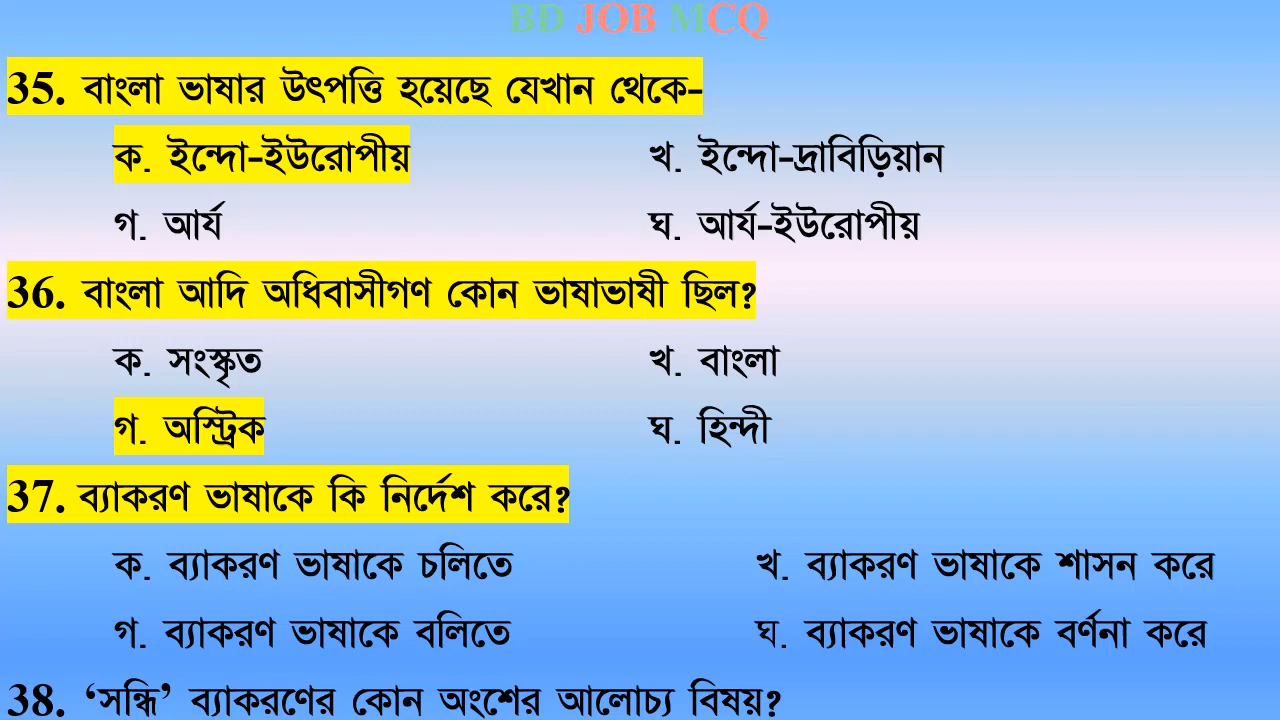 BD JOB MCQ
35. বাংলা ভাষার উৎপত্তি হয়েছে যেখান থেকে-
ক. ইন্দো-ইউরোপীয় খ. ইন্দো-দ্রাবিড়িয়ান
গ. আর্য ঘ. আর্য-ইউরোপীয়
36. বাংলা আদি অধিবাসীগণ কোন ভাষাভাষী ছিল?
ক. সংস্কৃত খ. বাংলা
গ. অস্ট্রিক ঘ. হিন্দী
37. ব্যাকরণ ভাষাকে কি নির্দেশ করে?
ক. ব্যাকরণ ভাষাকে চলিতে খ. ব্যাকরণ ভাষাকে শাসন করে
গ. ব্যাকরণ ভাষাকে বলিতে ঘ. ব্যাকরণ ভাষাকে বর্ণনা করে
38. ‘সন্ধি’ ব্যাকরণের কোন অংশের আলোচ্য বিষয়?